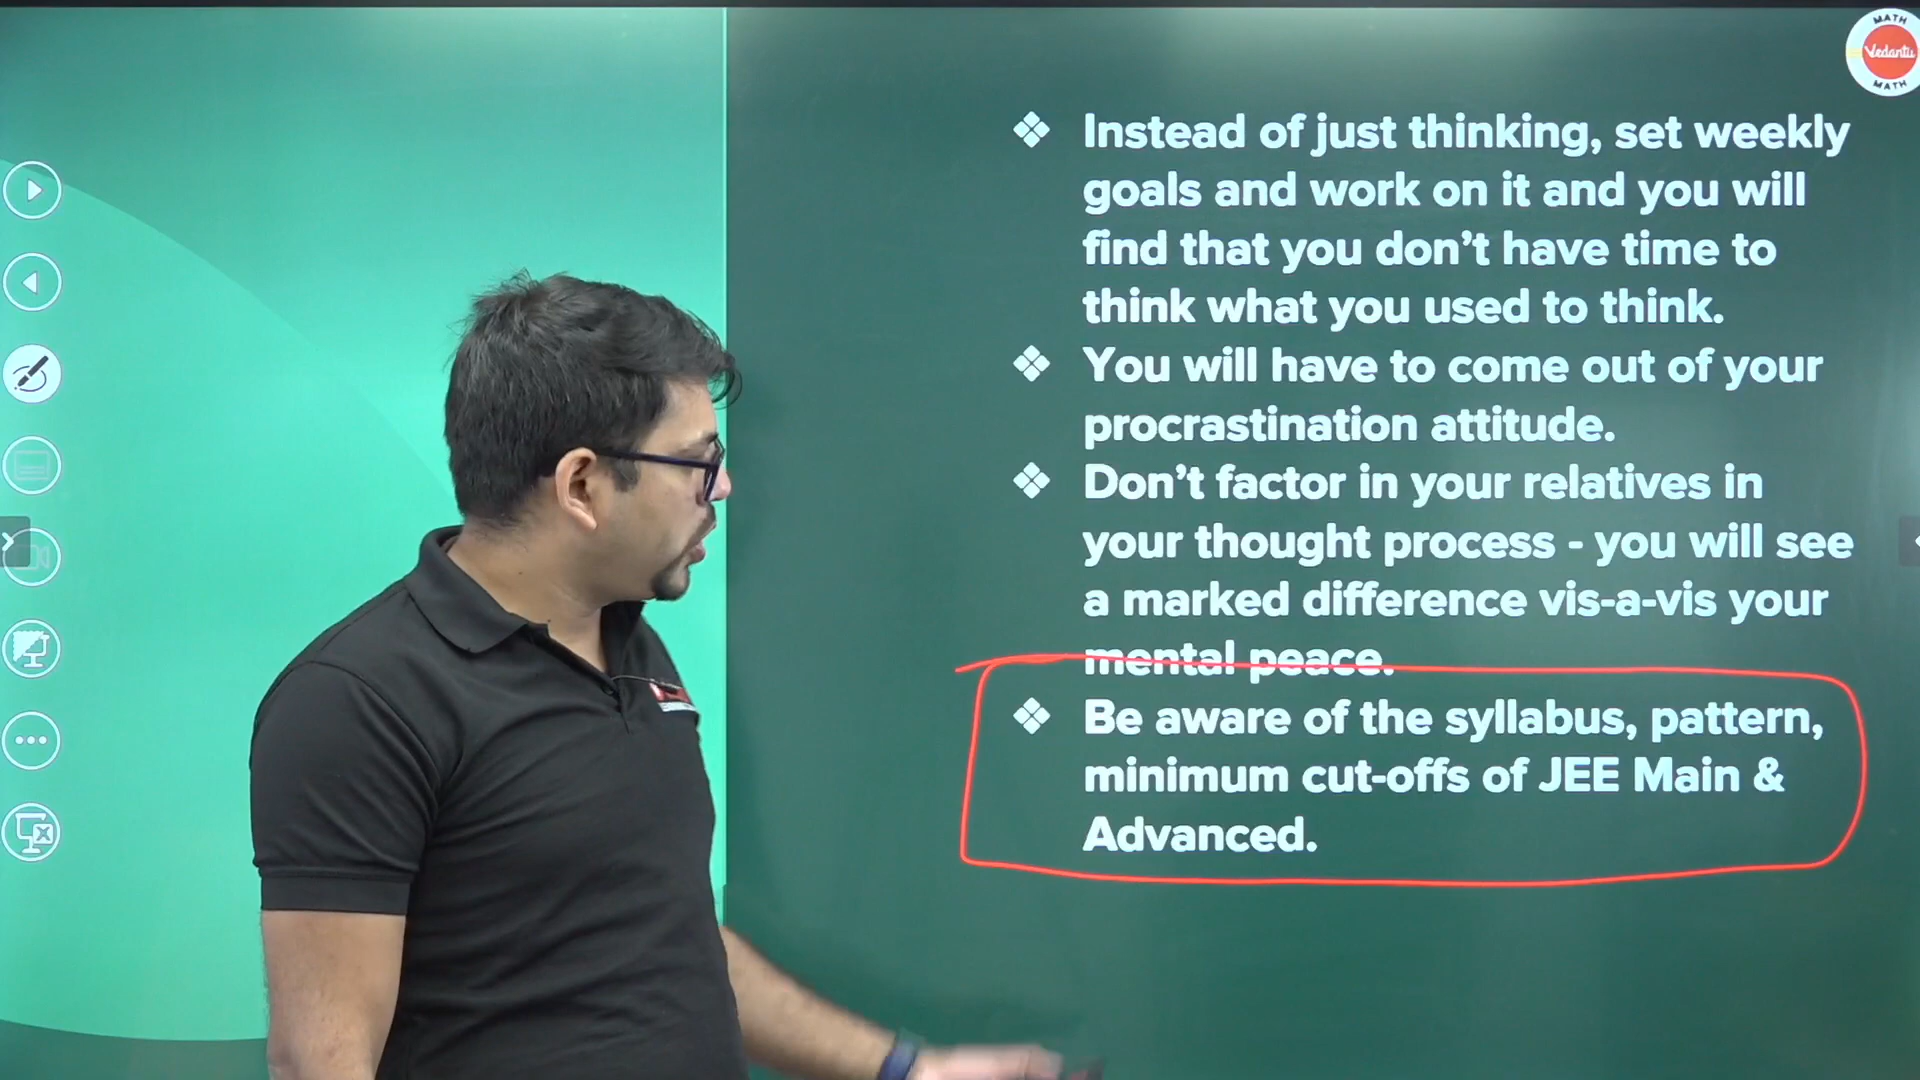 MATH
Vedantu
MATH
❖ Instead of just thinking, set weekly
goals and work on it and you will
find that you don’t have time to
think what you used to think.
❖ You will have to come out of your
procrastination attitude.
❖ Don’t factor in your relatives in
your thought process - you will see
a marked difference vis-a-vis your
mental peace.
❖ Be aware of the syllabus, pattern,
minimum cut-offs of JEE Main &
Advanced.